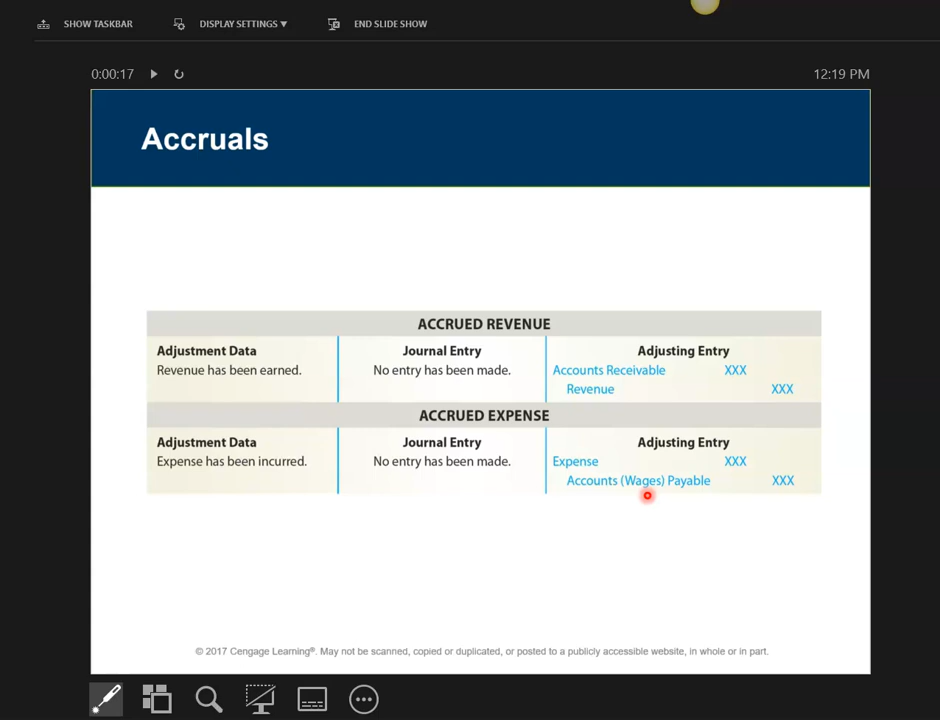 SHOW TASKBAR DISPLAY SETTINGS ▼ END SLIDE SHOW
0:00:17 12:19 PM
Accruals
ACCRUED REVENUE
Adjustment Data Journal Entry Adjusting Entry
Revenue has been earned. No entry has been made. Accounts Receivable XXX
Revenue XXX
ACCRUED EXPENSE
Adjustment Data Journal Entry Adjusting Entry
Expense has been incurred. No entry has been made. Expense XXX
Accounts (Wages) Payable XXX
© 2017 Cengage Learning®. May not be scanned, copied or duplicated, or posted to a publicly accessible website, in whole or in part.